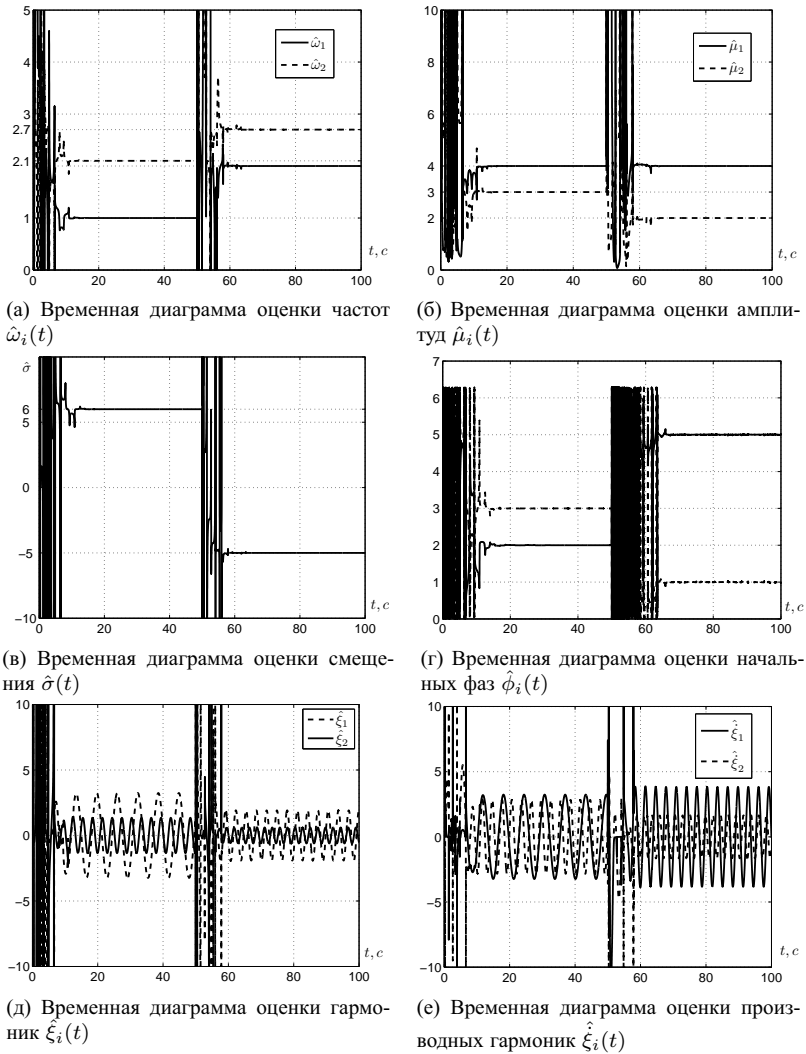 5
4
3
2.7
2.1
1
0
0 20 40 60 80 100
ω̂₁
ω̂₂
t, c
(а) Временная диаграмма оценки частот
ω̂ᵢ(t)
10
8
6
4
3
2
0
0 20 40 60 80 100
μ̂₁
μ̂₂
t, c
(б) Временная диаграмма оценки ампли-
туд μ̂ᵢ(t)
σ̂
6
5
0
−5
−10
0 20 40 60 80 100
t, c
(в) Временная диаграмма оценки смеще-
ния σ̂(t)
7
6
5
4
3
2
1
0
0 20 40 60 80 100
t, c
(г) Временная диаграмма оценки началь-
ных фаз ϕ̂ᵢ(t)
10
5
0
−5
−10
0 20 40 60 80 100
ξ̂₁
ξ̂₂
t, c
(д) Временная диаграмма оценки гармо-
ник ξ̂ᵢ(t)
10
5
0
−5
−10
0 20 40 60 80 100
ξ̇̂₁
ξ̇̂₂
t, c
(е) Временная диаграмма оценки произ-
водных гармоник ξ̇̂ᵢ(t)